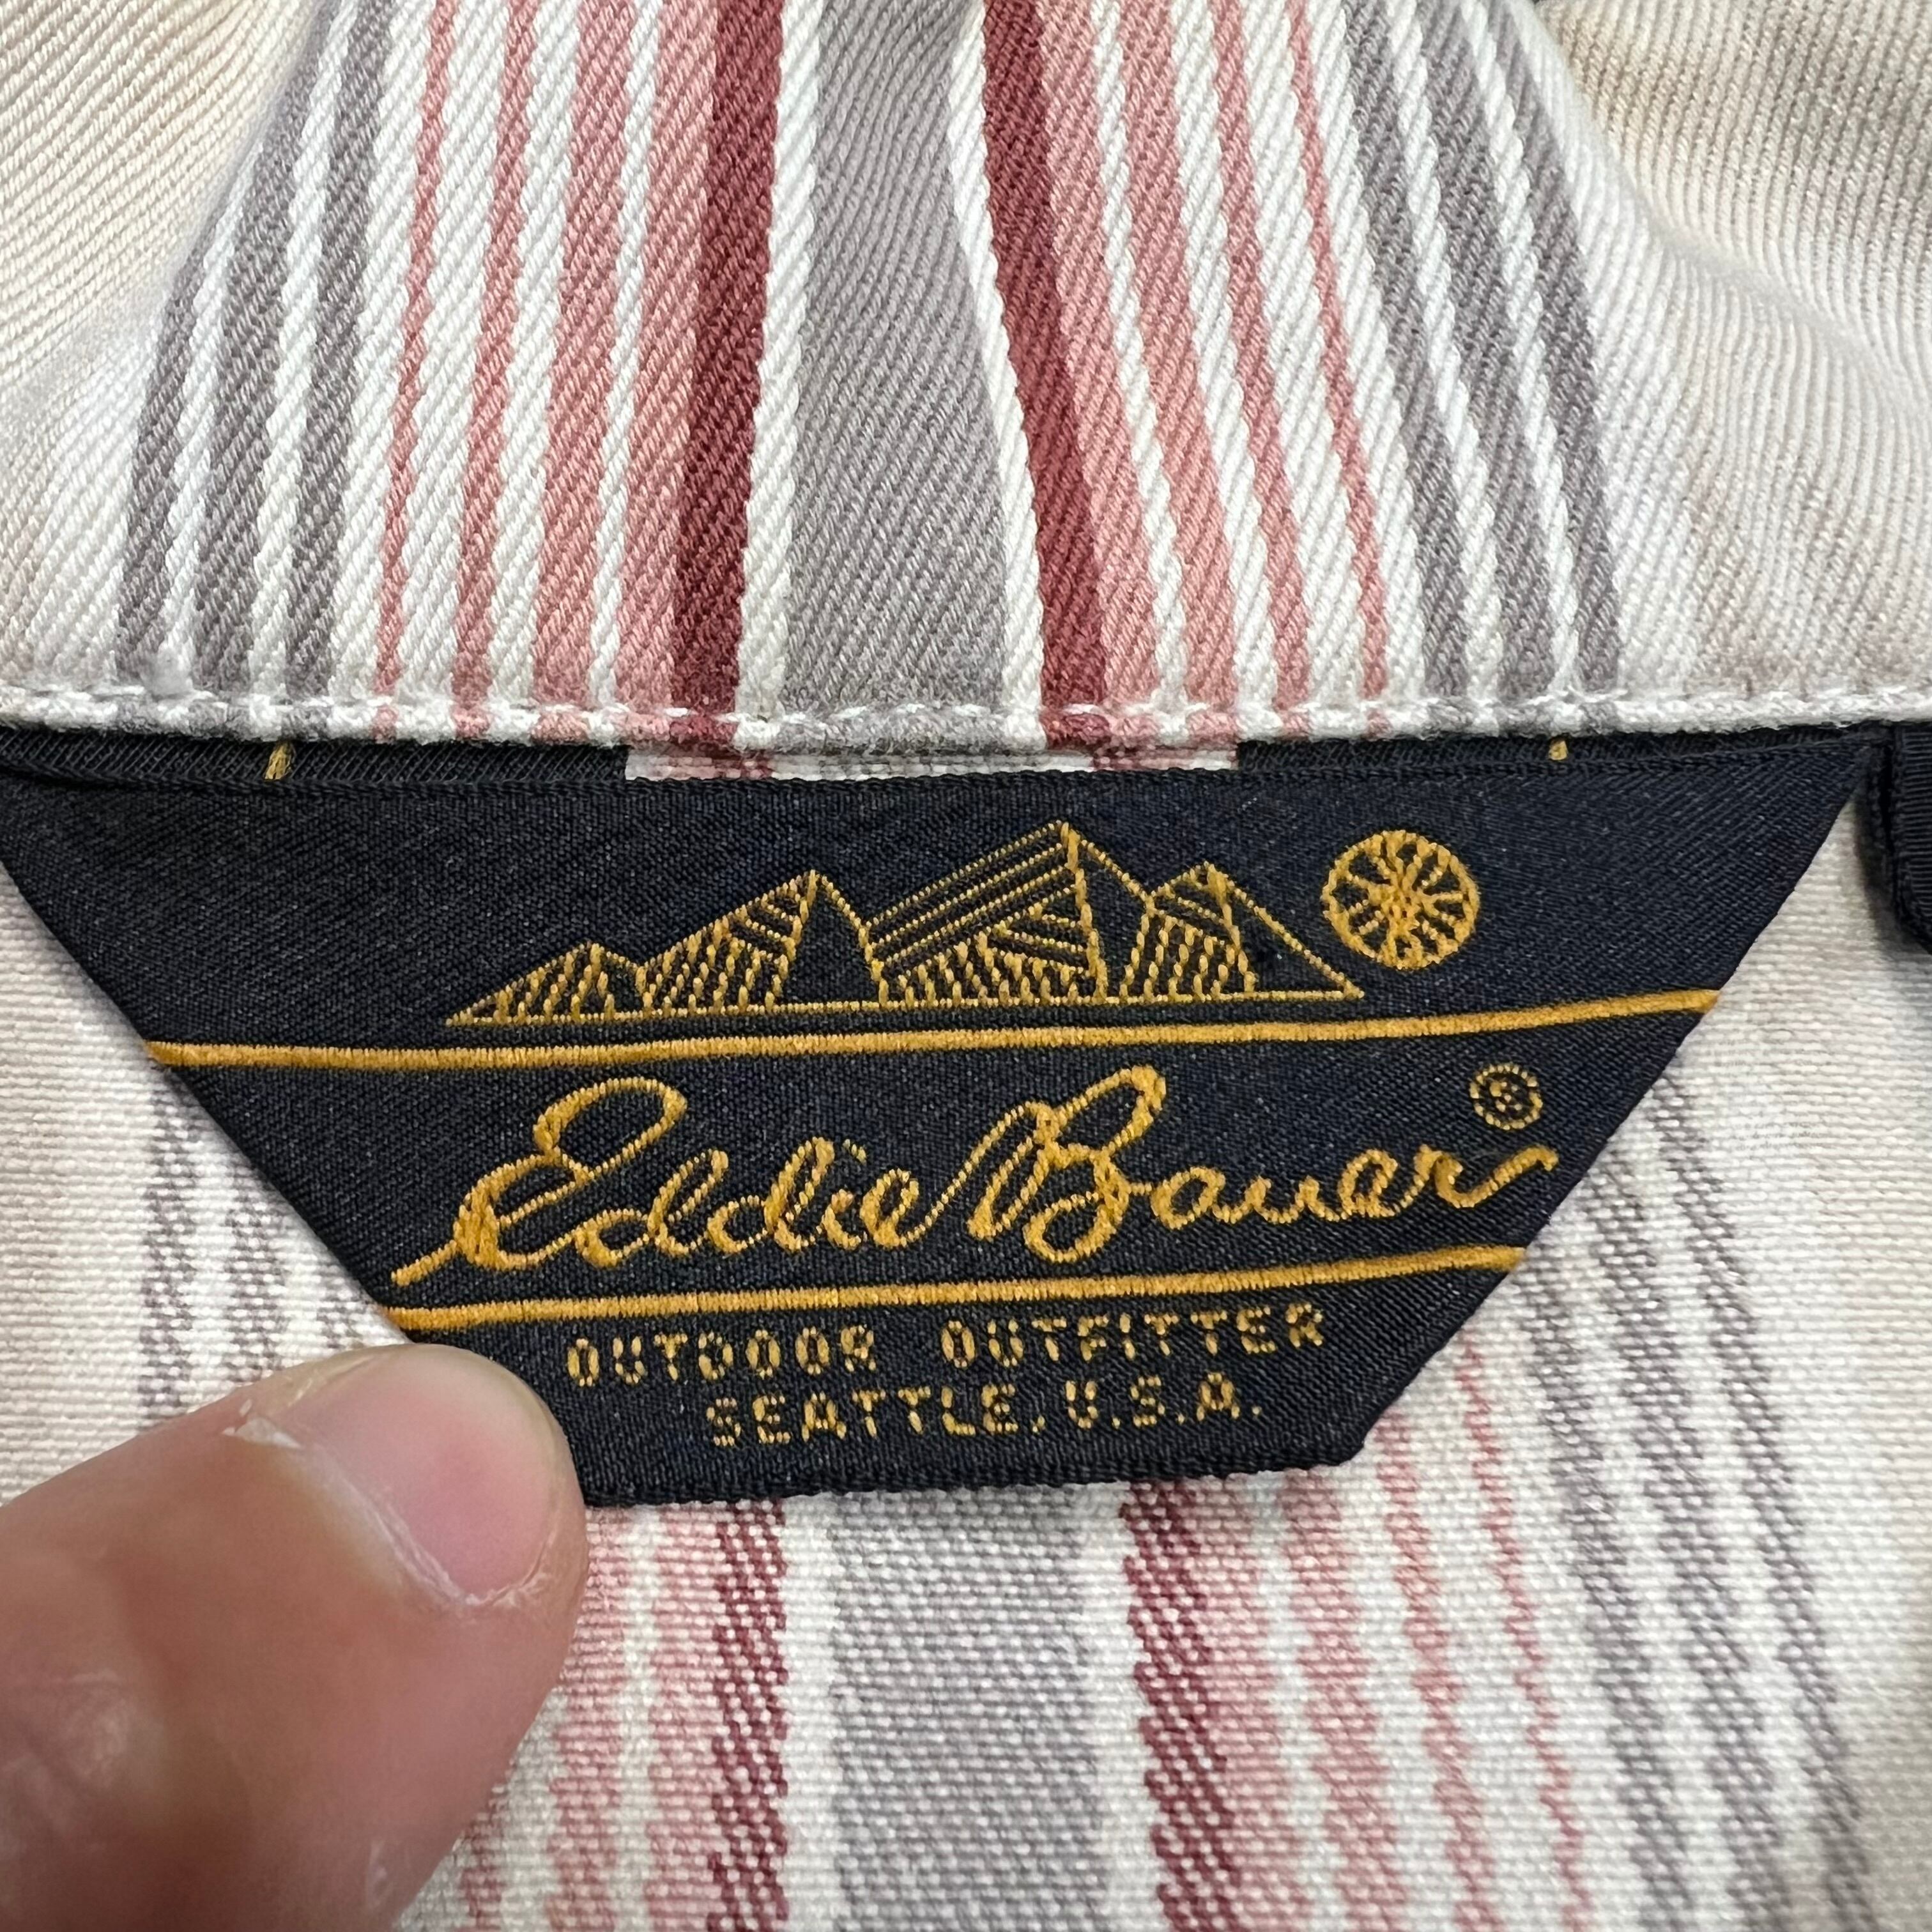 Eddie Bauer®
OUTDOOR OUTFITTER
SEATTLE, U.S.A.